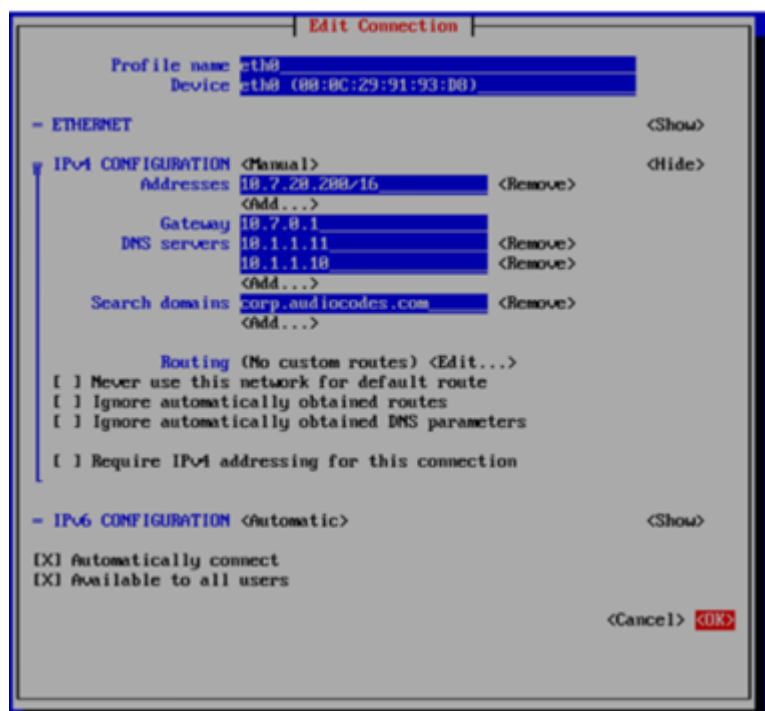 Edit Connection
Profile name eth0
Device eth0 (00:0C:29:91:93:D8)
= ETHERNET <Show>
IPv4 CONFIGURATION <Manual> <Hide>
Addresses 10.7.20.200/16 <Remove>
<Add...>
Gateway 10.7.0.1
DNS servers 10.1.1.11 <Remove>
10.1.1.10 <Remove>
<Add...>
Search domains corp.audiocodes.com <Remove>
<Add...>
Routing (No custom routes) <Edit...>
[ ] Never use this network for default route
[ ] Ignore automatically obtained routes
[ ] Ignore automatically obtained DNS parameters
[ ] Require IPv4 addressing for this connection
= IPv6 CONFIGURATION <Automatic> <Show>
[X] Automatically connect
[X] Available to all users
<Cancel> <OK>